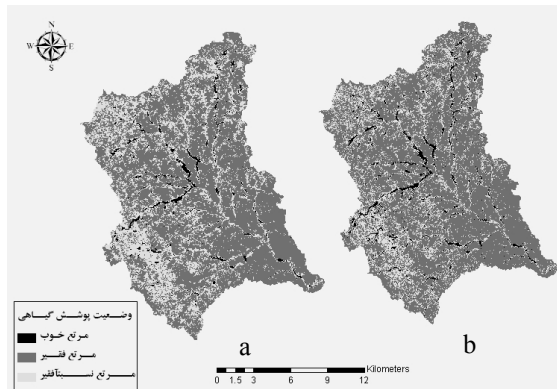 N
W E
S
a
b
وضعیت پوشش گیاهی
مرتع خوب
مرتع فقیر
مرتع نسبتاَفقیر
Kilometers
0 1.5 3 6 9 12